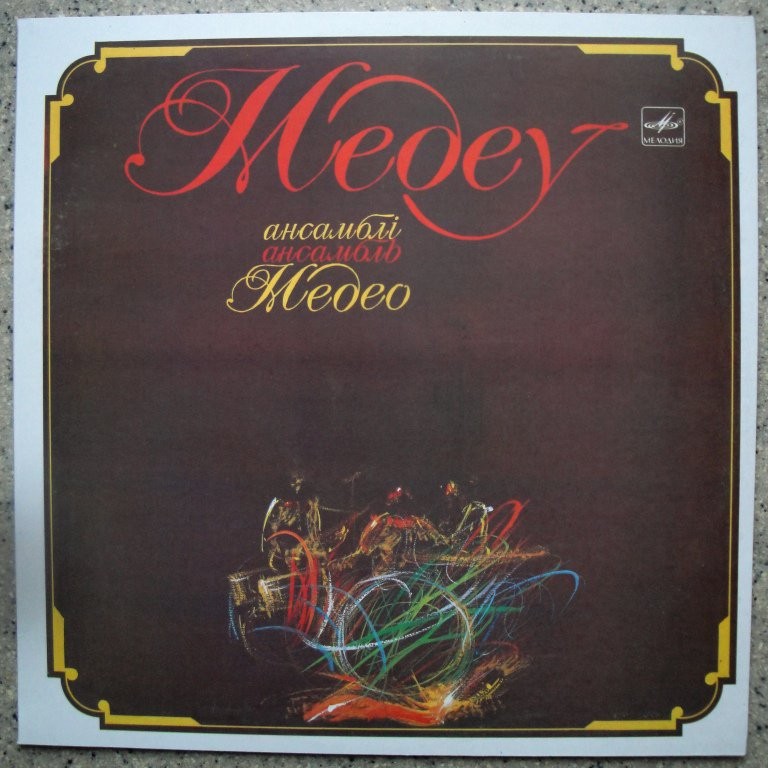 Медеу
МЕЛОДИЯ
ансамблі
ансамбль
Медео